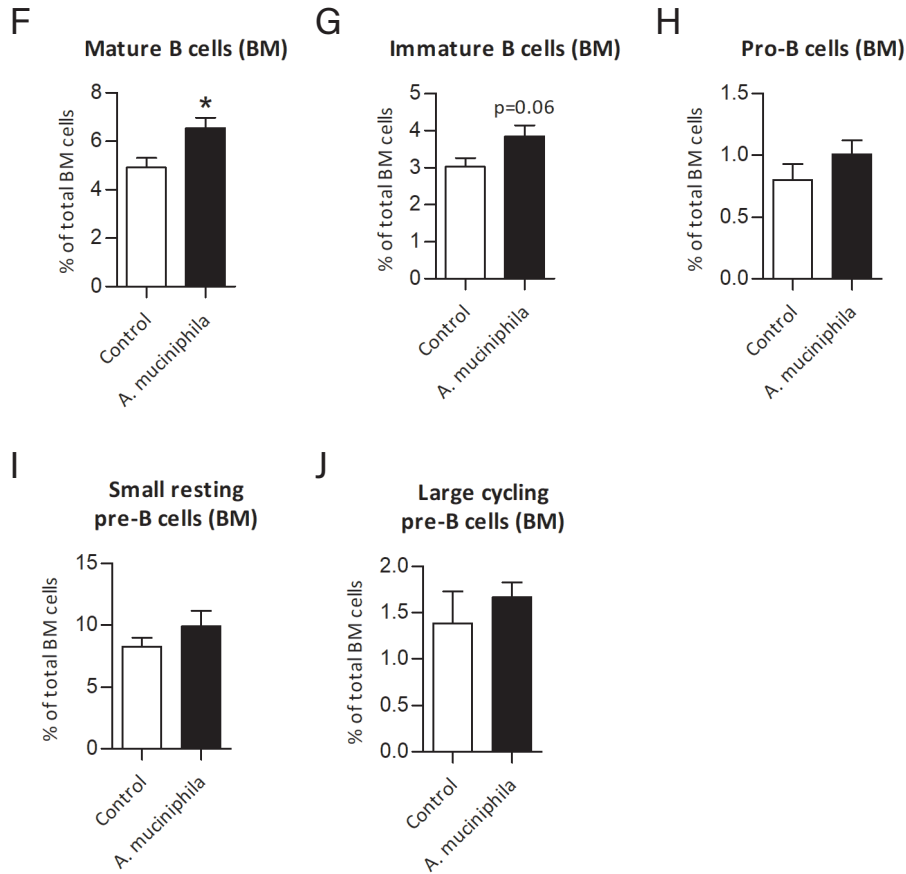 F
Mature B cells (BM)
% of total BM cells
8
6
4
2
0
*
Control
A. muciniphila
G
Immature B cells (BM)
% of total BM cells
5
4
3
2
1
0
p=0.06
Control
A. muciniphila
H
Pro-B cells (BM)
% of total BM cells
1.5
1.0
0.5
0.0
Control
A. muciniphila
I
Small resting
pre-B cells (BM)
% of total BM cells
15
10
5
0
Control
A. muciniphila
J
Large cycling
pre-B cells (BM)
% of total BM cells
2.0
1.5
1.0
0.5
0.0
Control
A. muciniphila